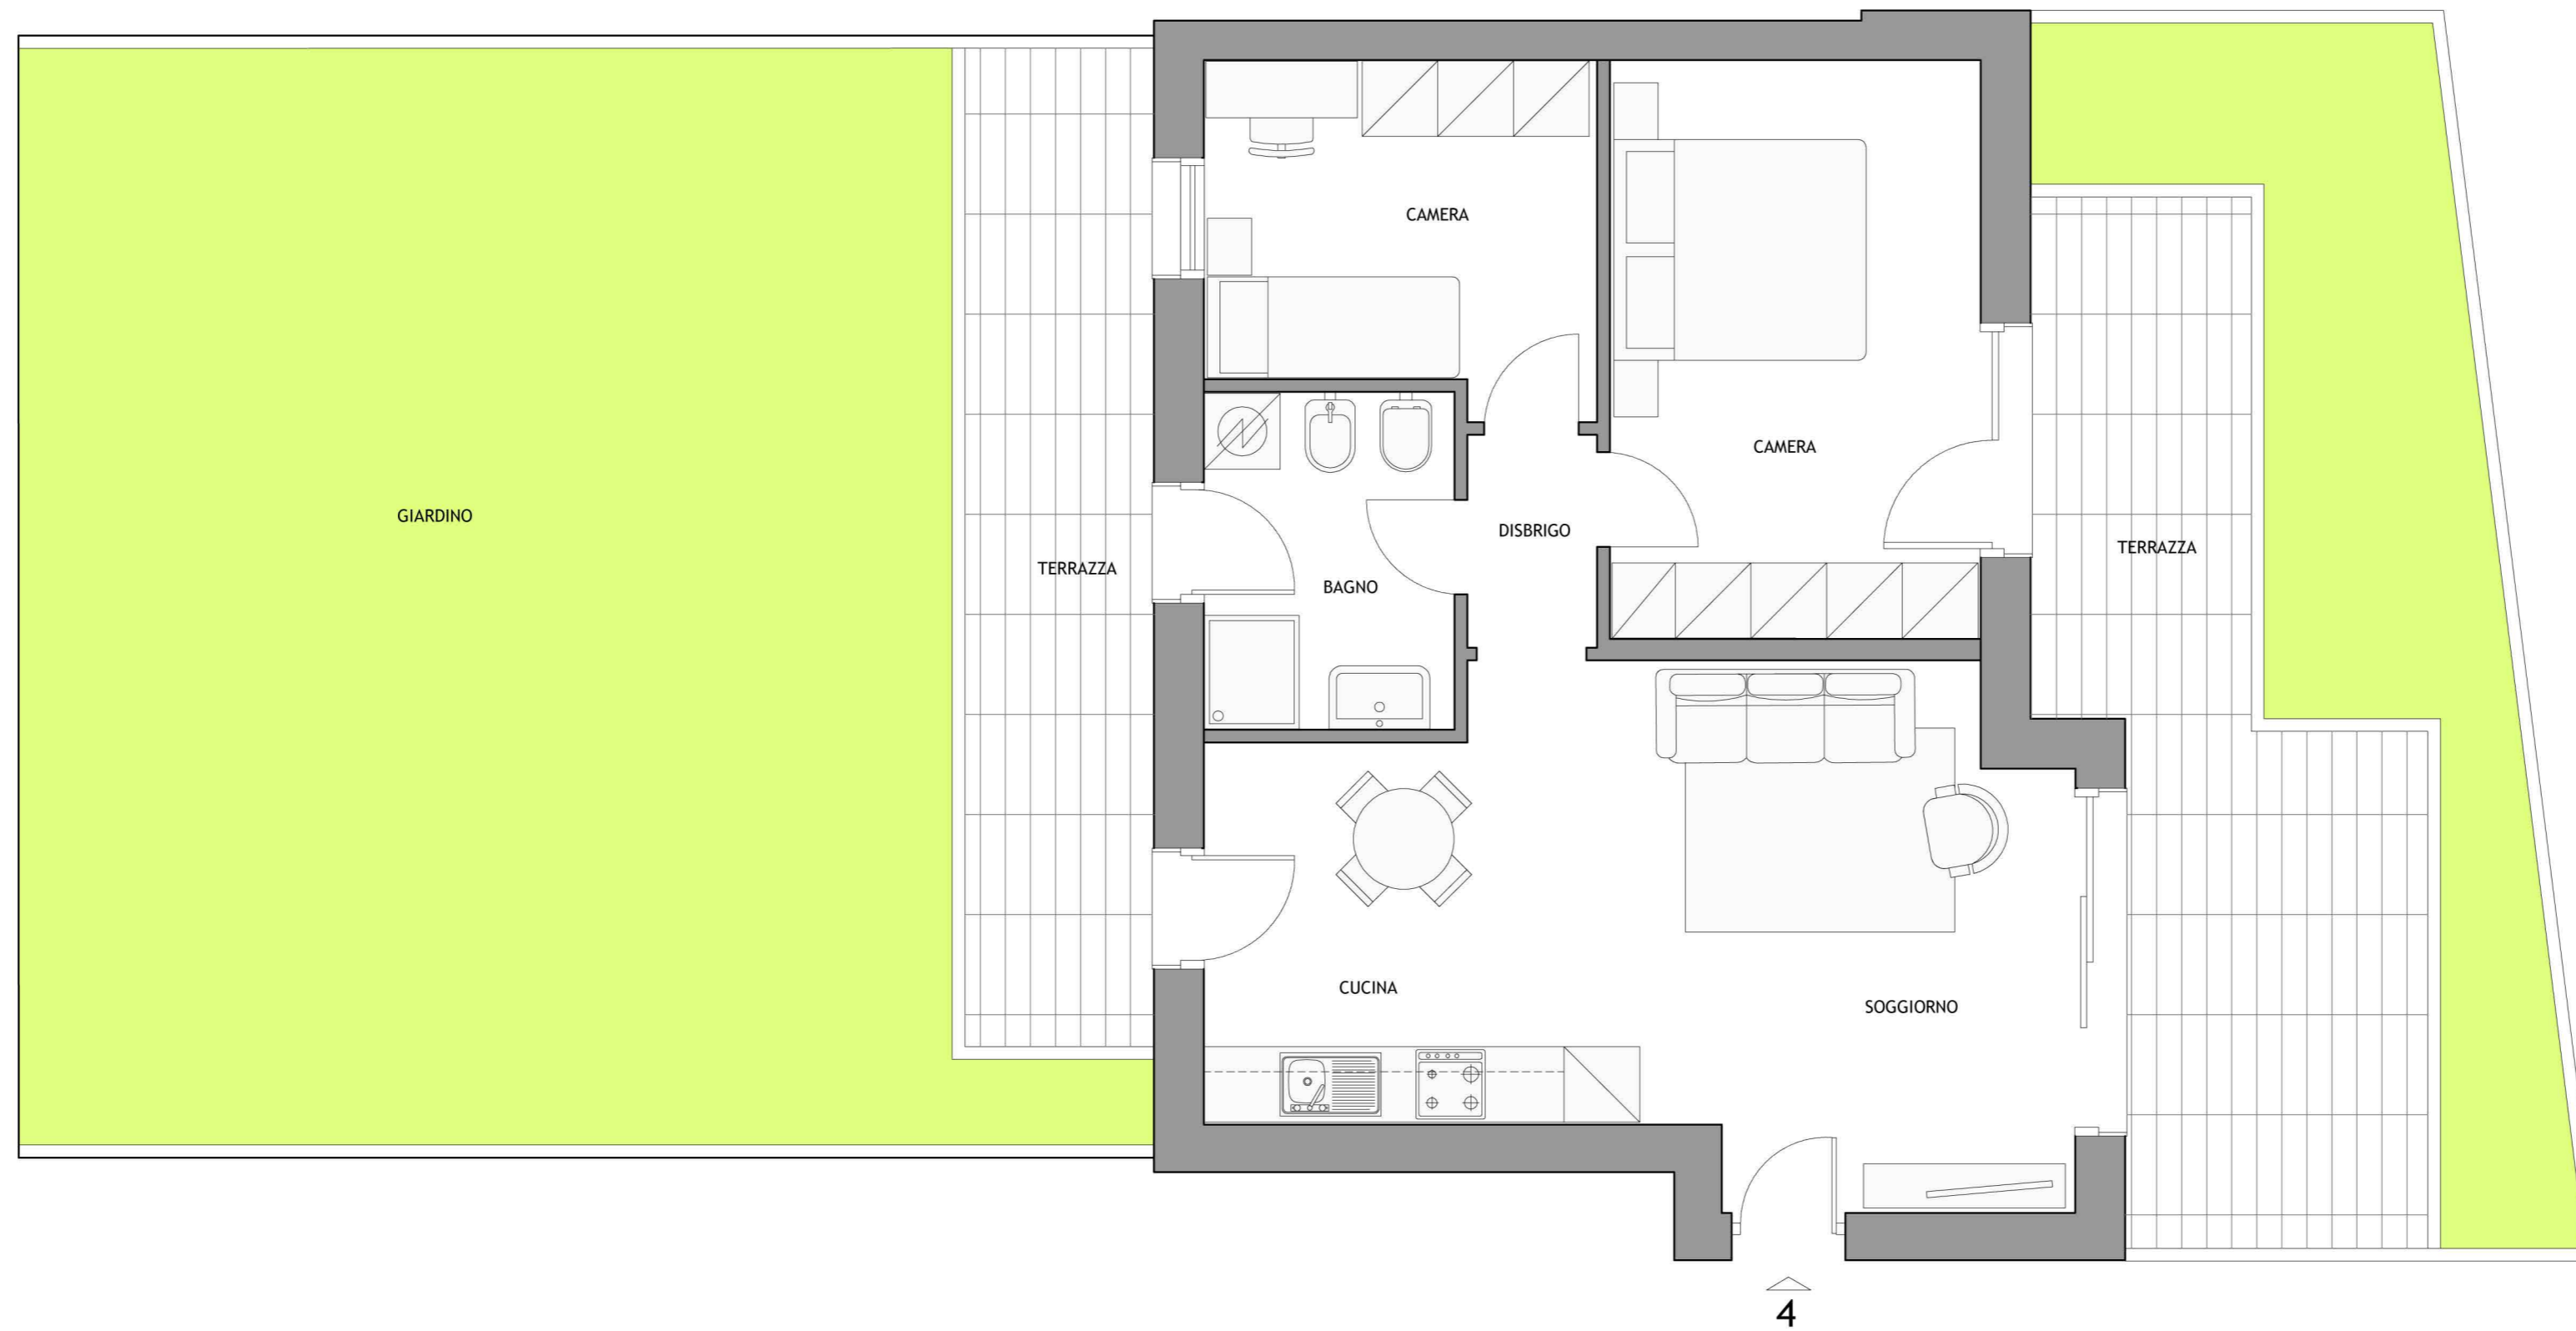 CAMERA
CAMERA
GIARDINO
DISBRIGO
TERRAZZA
TERRAZZA
BAGNO
CUCINA
SOGGIORNO
4